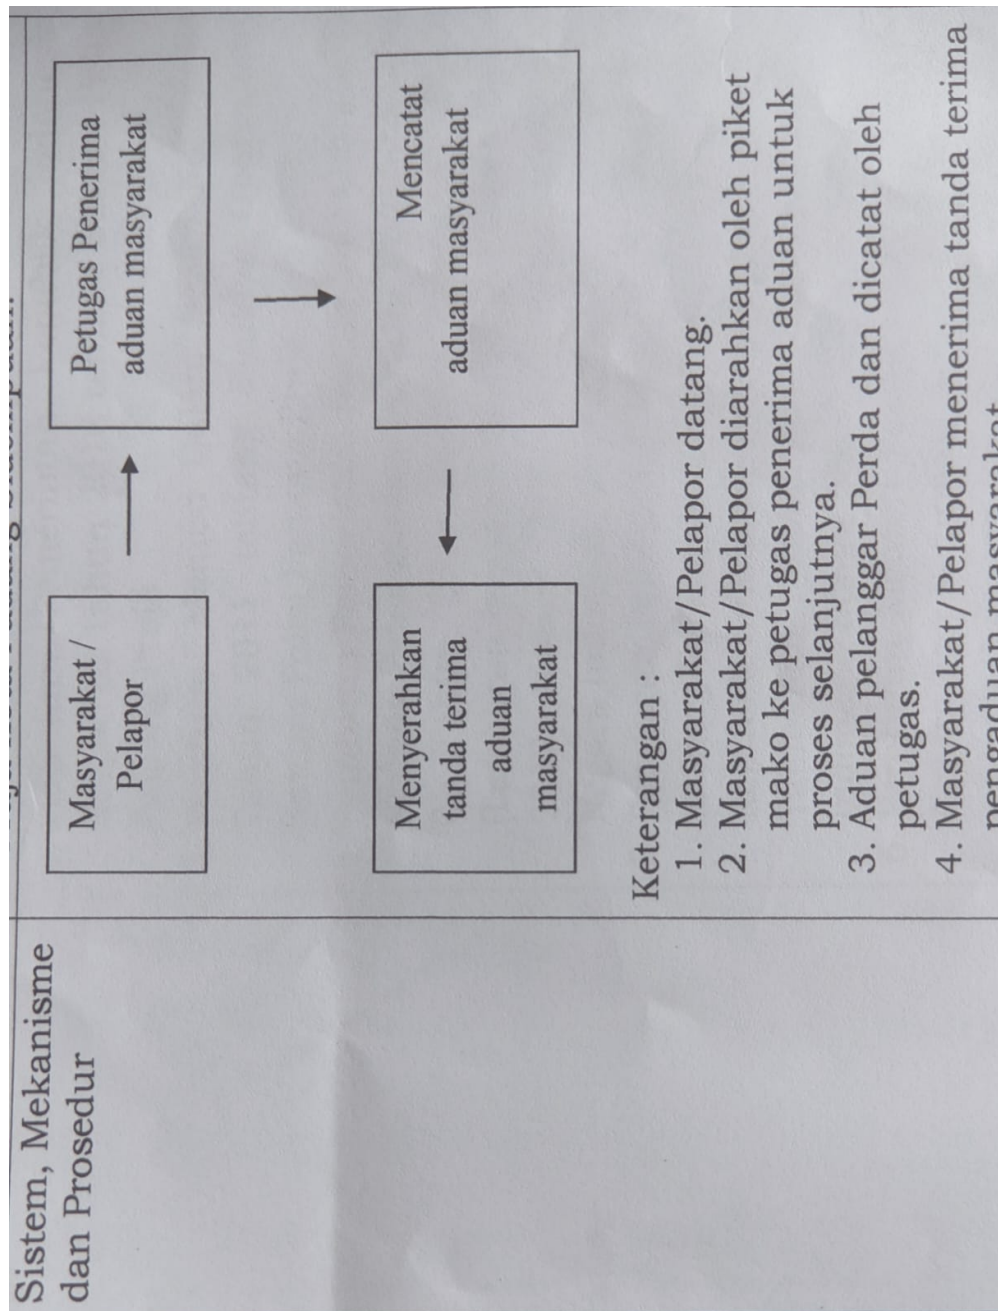 Sistem, Mekanisme
dan Prosedur
Masyarakat /
Pelapor
Petugas Penerima
aduan masyarakat
Mencatat
aduan masyarakat
Menyerahkan
tanda terima
aduan
masyarakat
Keterangan :
1. Masyarakat/Pelapor datang.
2. Masyarakat/Pelapor diarahkan oleh piket
mako ke petugas penerima aduan untuk
proses selanjutnya.
3. Aduan pelanggar Perda dan dicatat oleh
petugas.
4. Masyarakat/Pelapor menerima tanda terima
pengaduan masyarakat